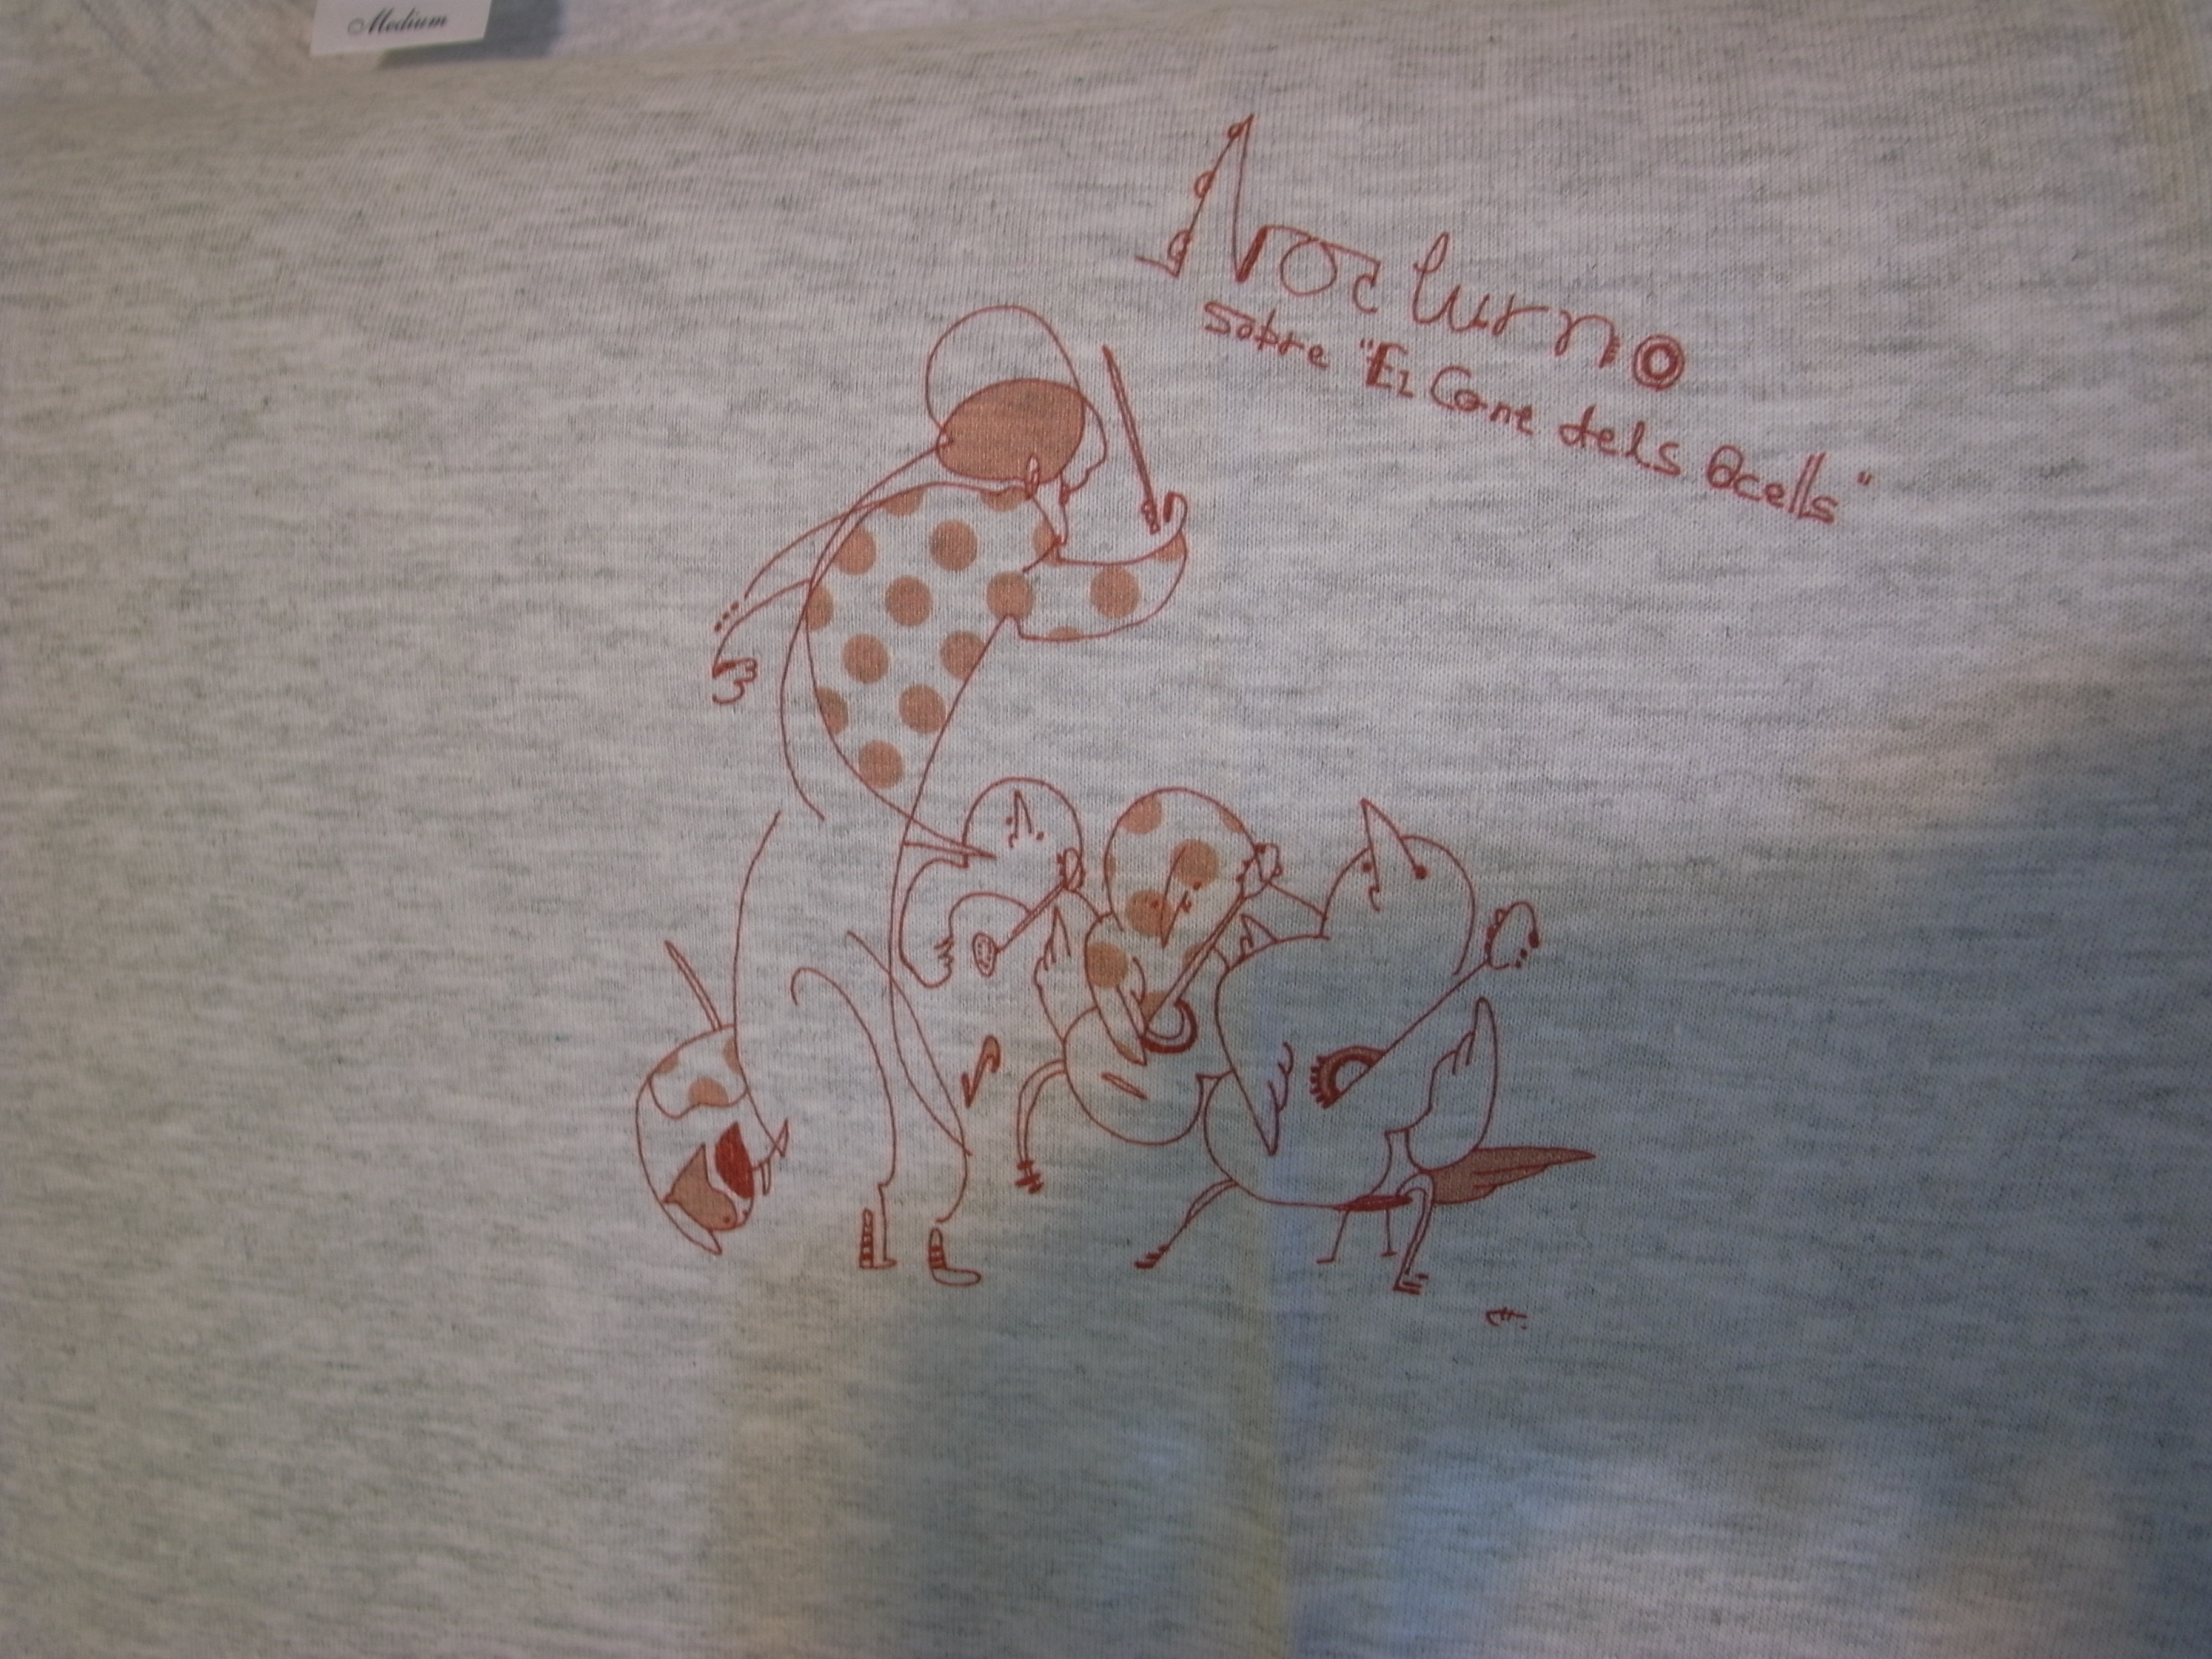 Medium
Nocturno
sobre "El Cant dels Ocells"